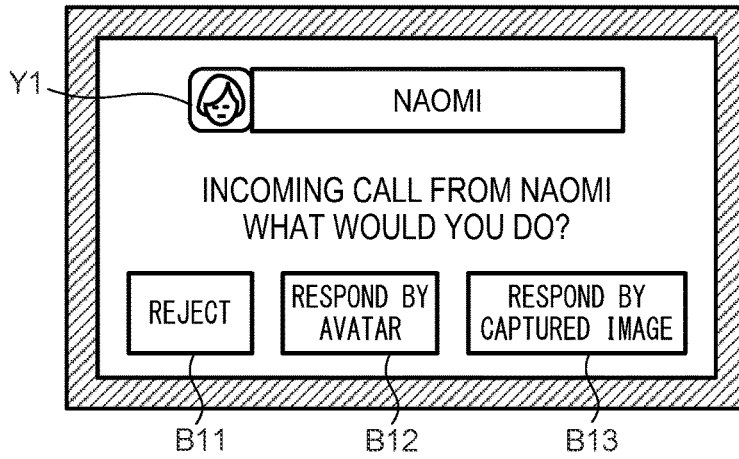 Y1
NAOMI
INCOMING CALL FROM NAOMI
WHAT WOULD YOU DO?
REJECT
RESPOND BY
AVATAR
RESPOND BY
CAPTURED IMAGE
B11
B12
B13